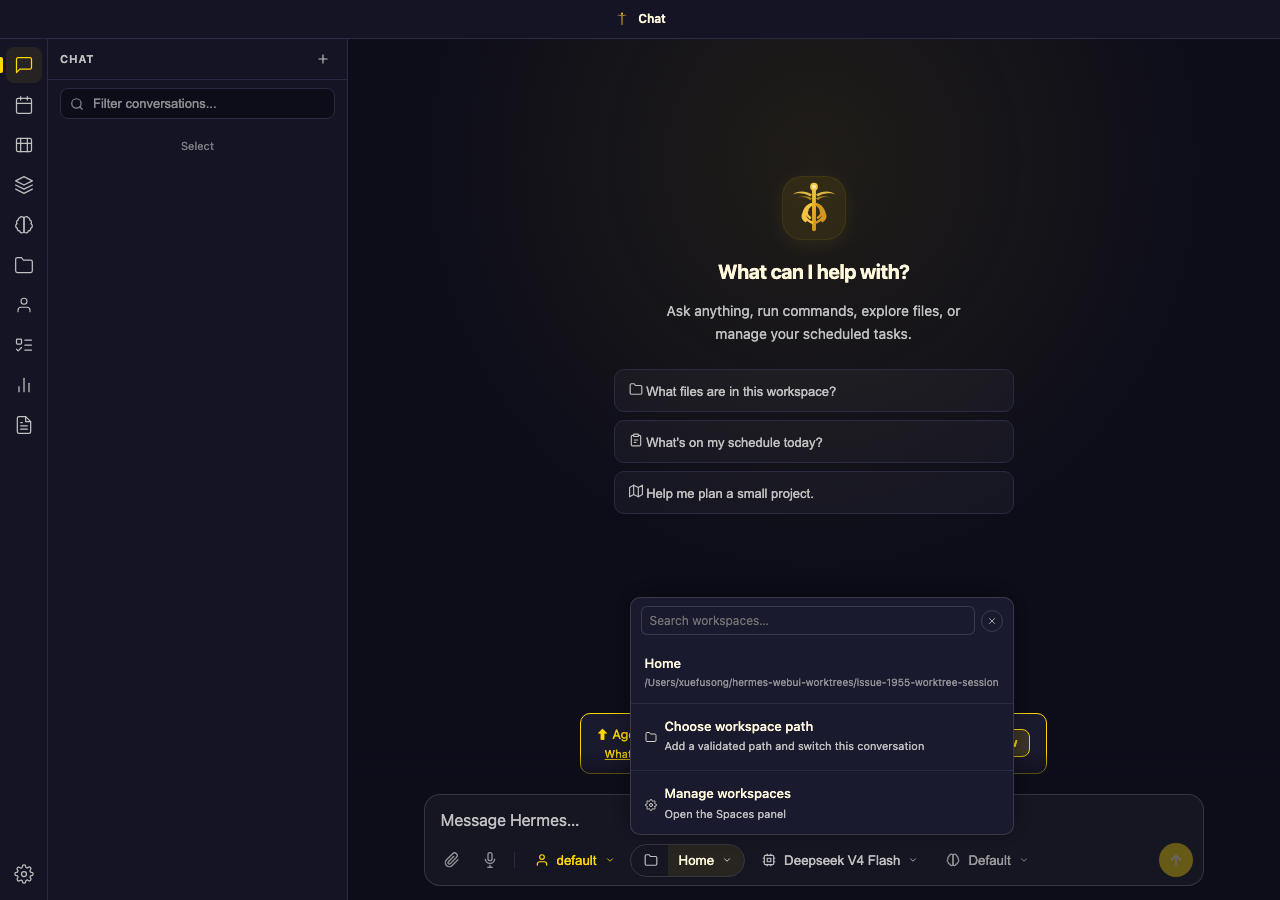 Chat
CHAT
Filter conversations...
Select
What can I help with?
Ask anything, run commands, explore files, or
manage your scheduled tasks.
What files are in this workspace?
What's on my schedule today?
Help me plan a small project.
Search workspaces...
Home
/Users/xuefusong/hermes-webui-worktrees/issue-1955-worktree-session
Choose workspace path
Add a validated path and switch this conversation
Manage workspaces
Open the Spaces panel
What
Message Hermes...
default
Home
Deepseek V4 Flash
Default